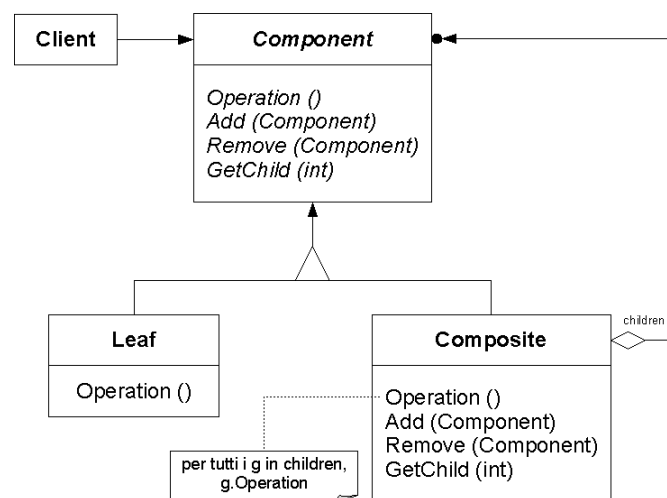 Client
Component
Operation ()
Add (Component)
Remove (Component)
GetChild (int)
Leaf
Operation ()
Composite
children
Operation ()
Add (Component)
Remove (Component)
GetChild (int)
per tutti i g in children,
g.Operation